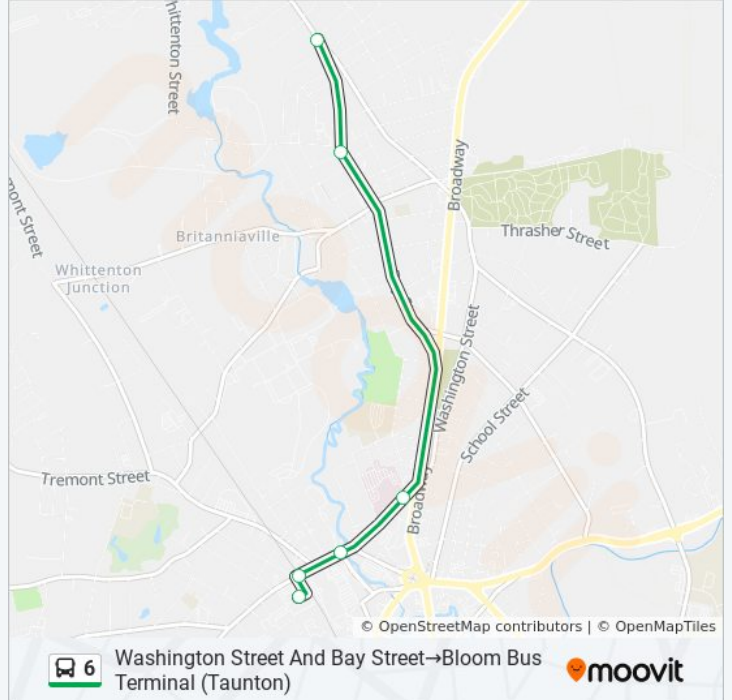 Whittenton Street
Broadway
Thrasher Street
mont Street
Britanniaville
Whittenton
Junction
Washington Street
School Street
Tremont Street
Broadway
© OpenStreetMap contributors | © OpenMapTiles
6
Washington Street And Bay Street→Bloom Bus
Terminal (Taunton)
moovit